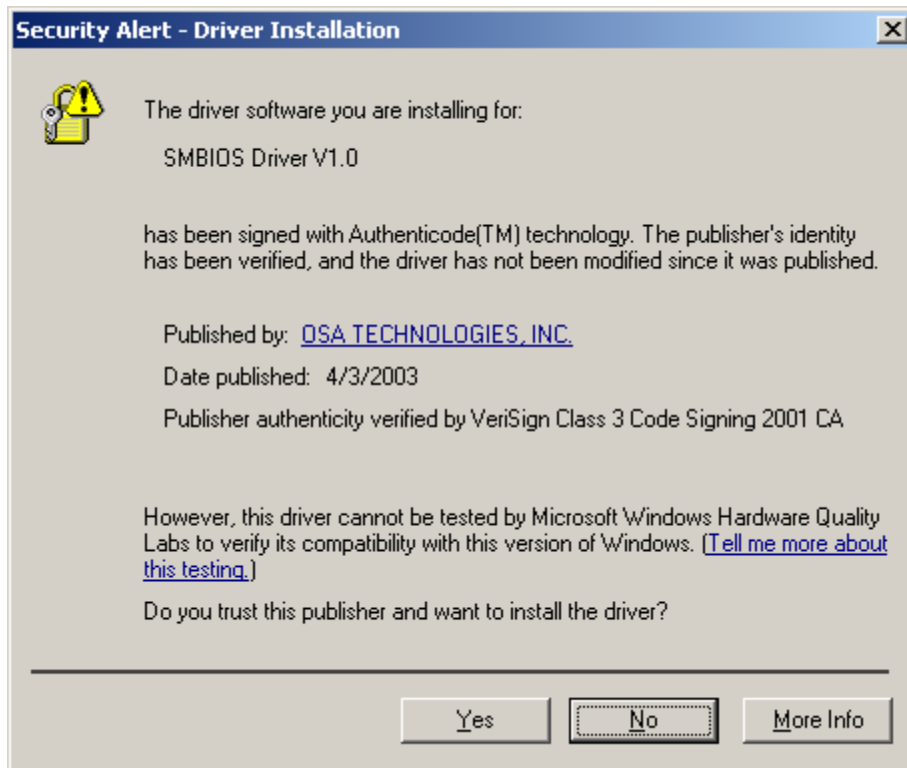 Security Alert - Driver Installation
The driver software you are installing for:
SMBIOS Driver V1.0
has been signed with Authenticode(TM) technology. The publisher's identity
has been verified, and the driver has not been modified since it was published.
Published by: OSA TECHNOLOGIES, INC.
Date published: 4/3/2003
Publisher authenticity verified by VeriSign Class 3 Code Signing 2001 CA
However, this driver cannot be tested by Microsoft Windows Hardware Quality
Labs to verify its compatibility with this version of Windows. (Tell me more about
this testing.)
Do you trust this publisher and want to install the driver?
Yes No More Info